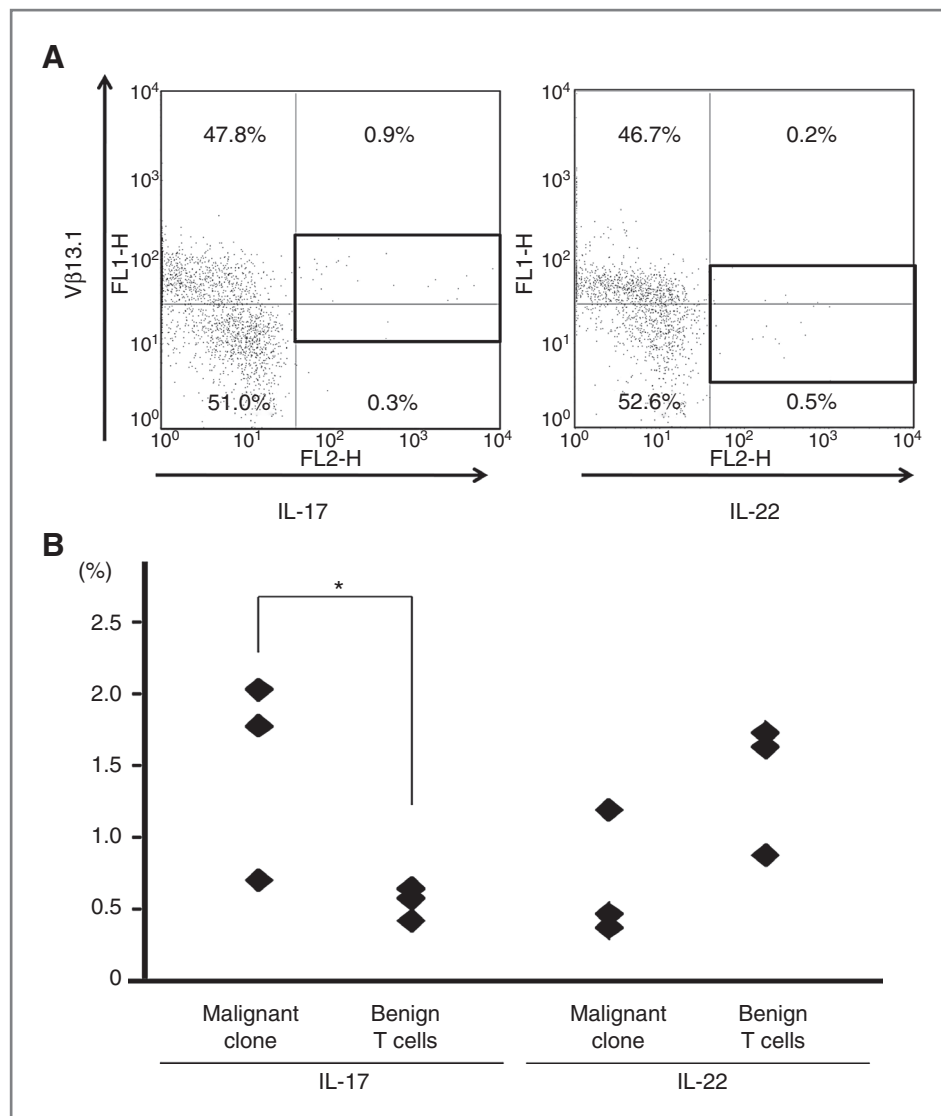 A
10⁴
10³
10²
10¹
10⁰
Vβ13.1
FL1-H
47.8%
0.9%
51.0%
0.3%
10⁰ 10¹ 10² 10³ 10⁴
FL2-H
IL-17
10⁴
10³
10²
10¹
10⁰
FL1-H
46.7%
0.2%
52.6%
0.5%
10⁰ 10¹ 10² 10³ 10⁴
FL2-H
IL-22
B
(%)
2.5
2.0
1.5
1.0
0.5
0
*
Malignant
clone
Benign
T cells
Malignant
clone
Benign
T cells
IL-17
IL-22